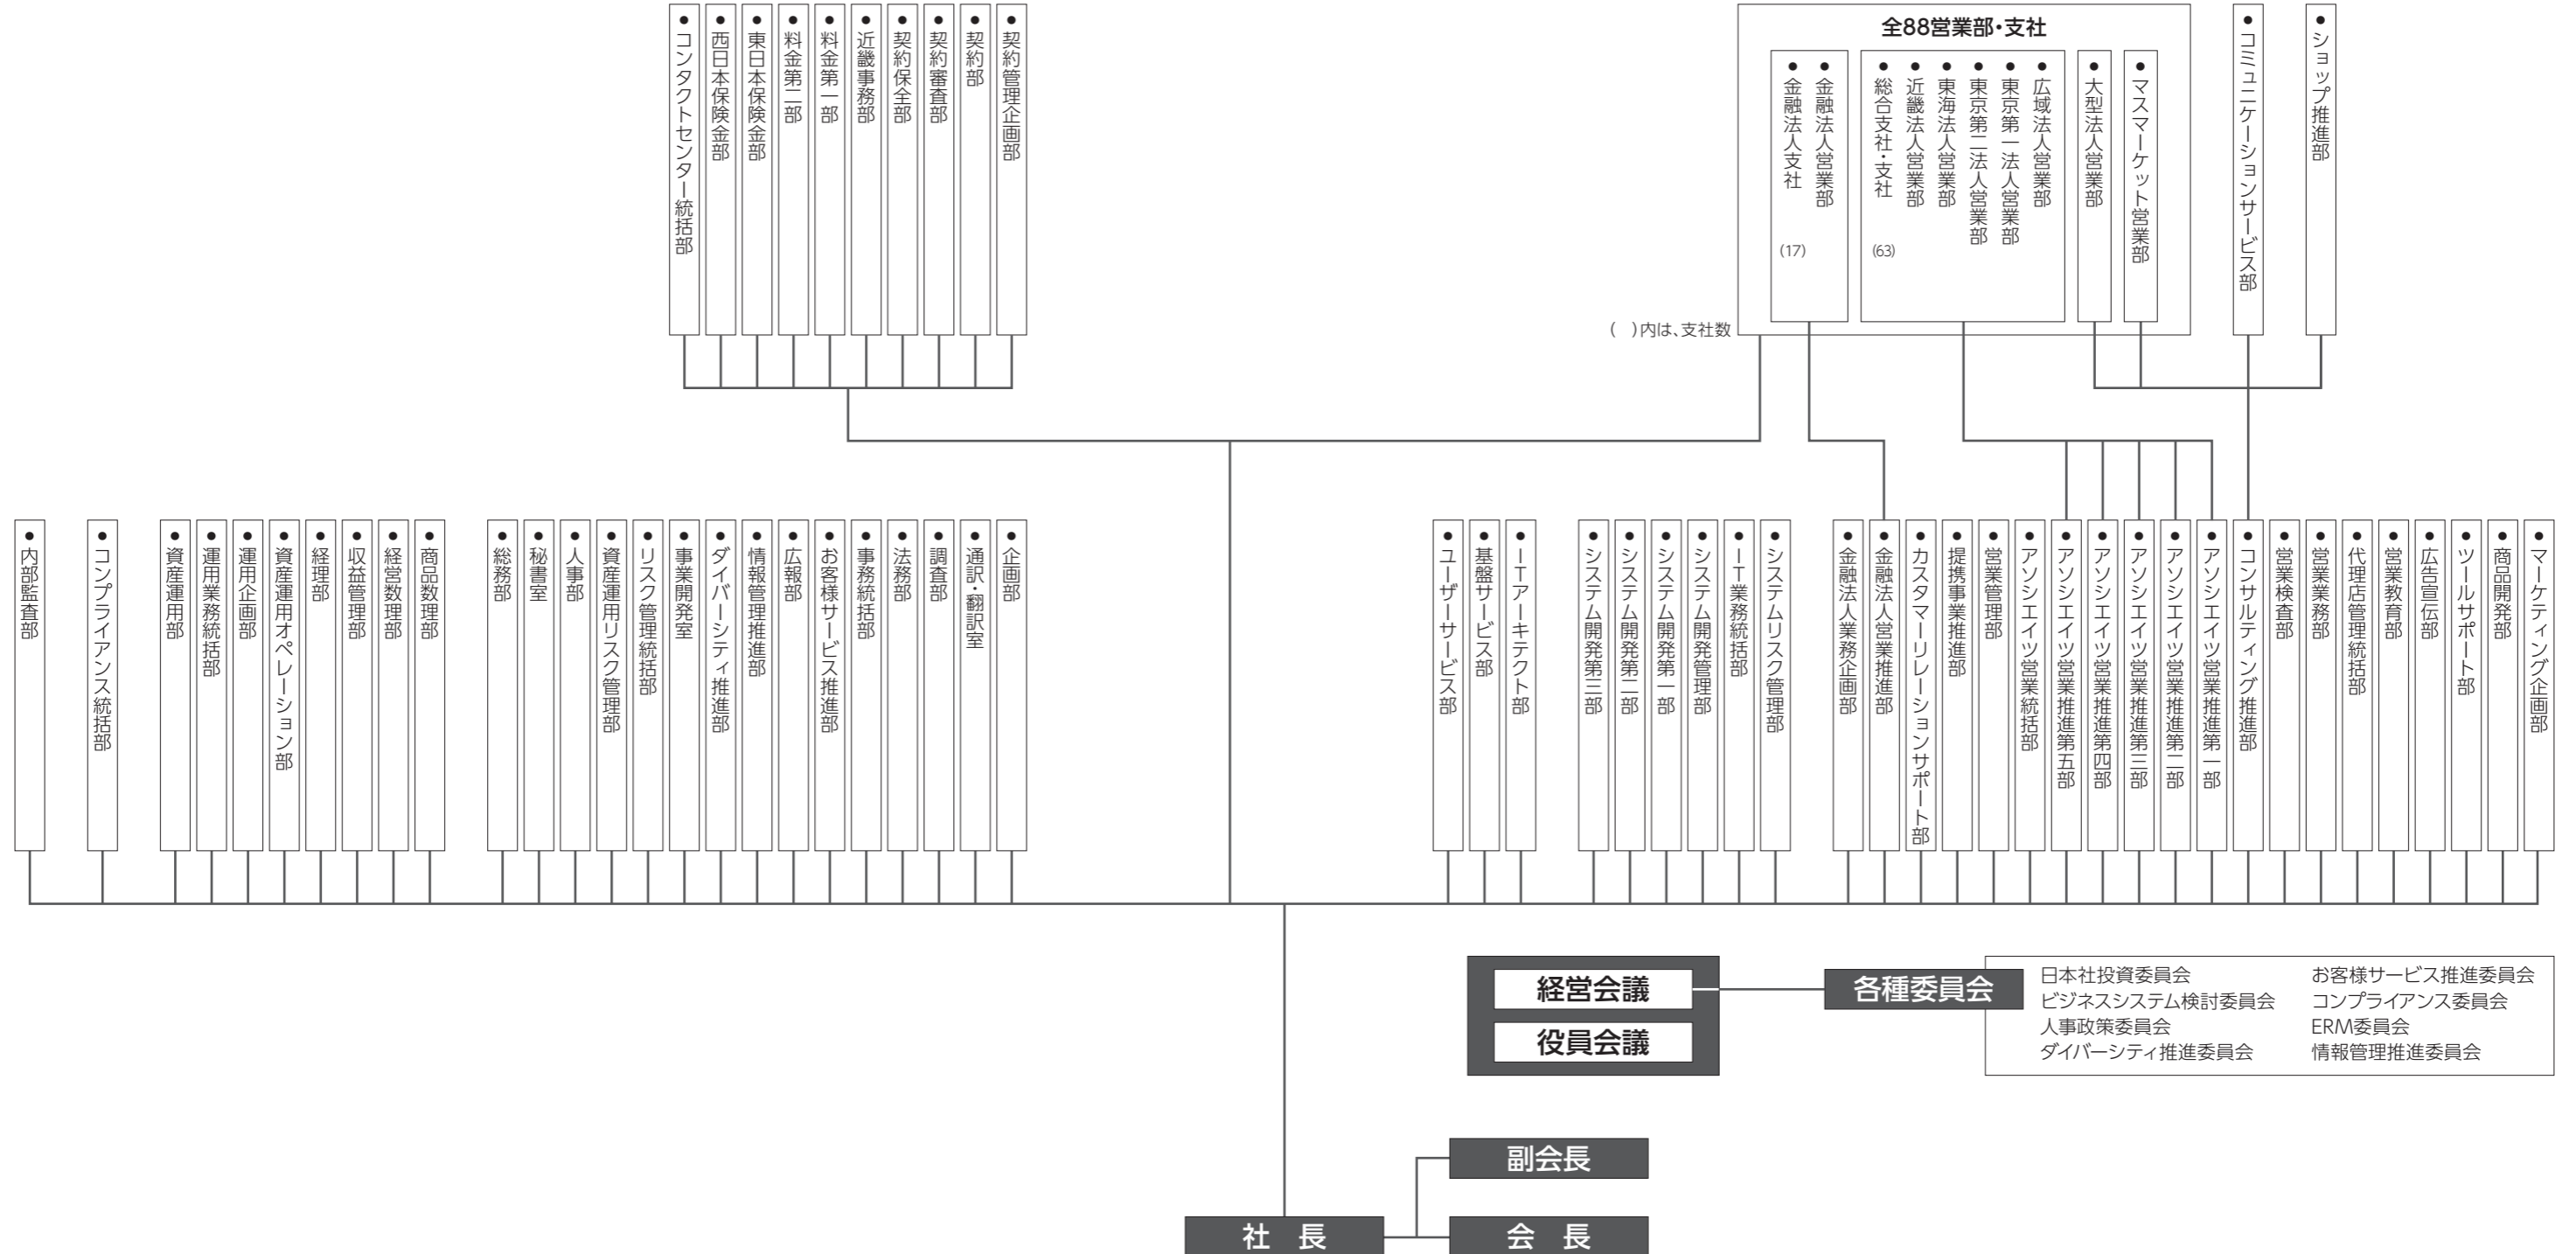 ● コンタクトセンター統括部
● 西日本保険金部
● 東日本保険金部
● 料金第二部
● 料金第一部
● 近畿事務部
● 契約保全部
● 契約審査部
● 契約部
● 契約管理企画部
全88営業部・支社
● 金融法人支社 (17)
● 金融法人営業部
● 総合支社・支社 (63)
● 近畿法人営業部
● 東海法人営業部
● 東京第二法人営業部
● 東京第一法人営業部
● 広域法人営業部
● 大型法人営業部
● マスマーケット営業部
● コミュニケーションサービス部
● ショップ推進部
( )内は、支社数
● 内部監査部
● コンプライアンス統括部
● 資産運用部
● 運用業務統括部
● 運用企画部
● 資産運用オペレーション部
● 経理部
● 収益管理部
● 経営数理部
● 商品数理部
● 総務部
● 秘書室
● 人事部
● 資産運用リスク管理部
● リスク管理統括部
● 事業開発室
● ダイバーシティ推進部
● 情報管理推進部
● 広報部
● お客様サービス推進部
● 事務統括部
● 法務部
● 調査部
● 通訳・翻訳室
● 企画部
● ユーザーサービス部
● 基盤サービス部
● ITアーキテクト部
● システム開発第三部
● システム開発第二部
● システム開発第一部
● システム開発管理部
● IT業務統括部
● システムリスク管理部
● 金融法人業務企画部
● 金融法人営業推進部
● カスタマーリレーションサポート部
● 提携事業推進部
● 営業管理部
● アソシエイツ営業統括部
● アソシエイツ営業推進第五部
● アソシエイツ営業推進第四部
● アソシエイツ営業推進第三部
● アソシエイツ営業推進第二部
● アソシエイツ営業推進第一部
● コンサルティング推進部
● 営業検査部
● 営業業務部
● 代理店管理統括部
● 営業教育部
● 広告宣伝部
● ツールサポート部
● 商品開発部
● マーケティング企画部
経営会議
役員会議
各種委員会
日本社投資委員会
ビジネスシステム検討委員会
人事政策委員会
ダイバーシティ推進委員会
お客様サービス推進委員会
コンプライアンス委員会
ERM委員会
情報管理推進委員会
副会長
社 長
会 長